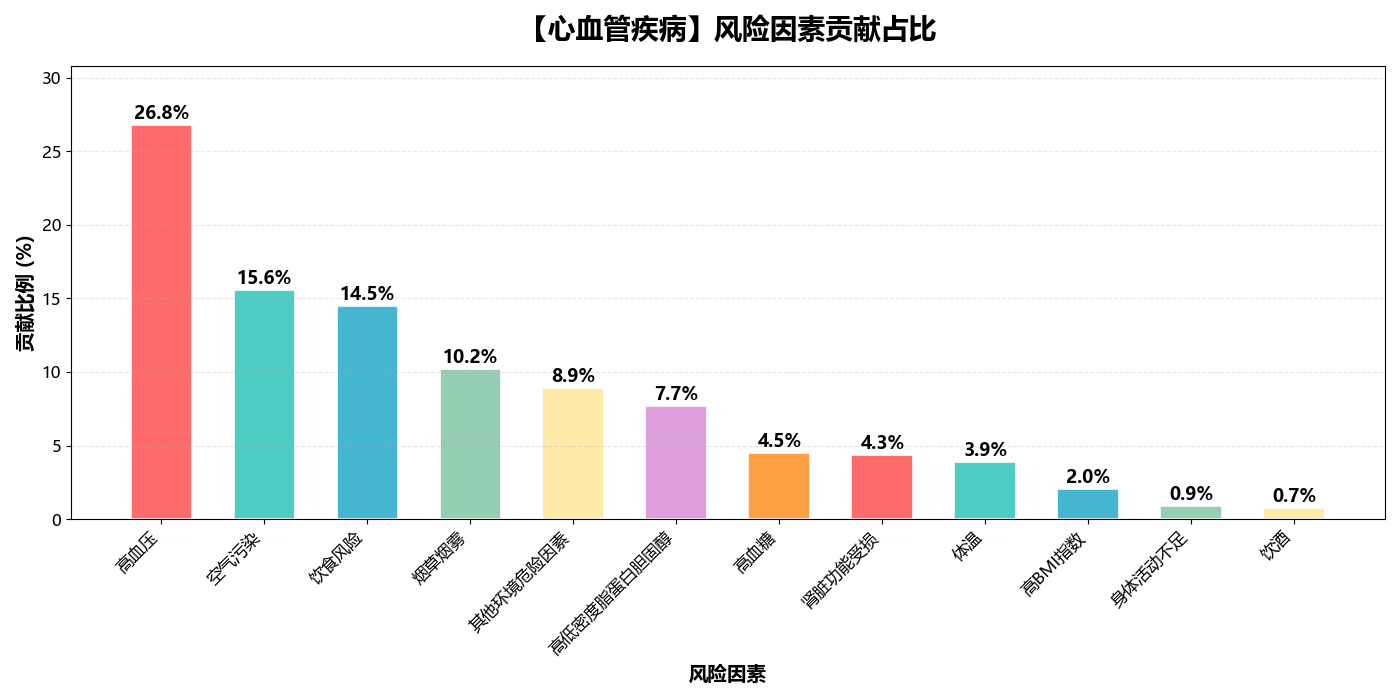 【心血管疾病】风险因素贡献占比
贡献比例 (%)
30
25
20
15
10
5
0
26.8%
15.6%
14.5%
10.2%
8.9%
7.7%
4.5%
4.3%
3.9%
2.0%
0.9%
0.7%
高血压
空气污染
饮食风险
烟草烟雾
其他环境危险因素
高低密度脂蛋白胆固醇
高血糖
肾脏功能受损
体温
高BMI指数
身体活动不足
饮酒
风险因素